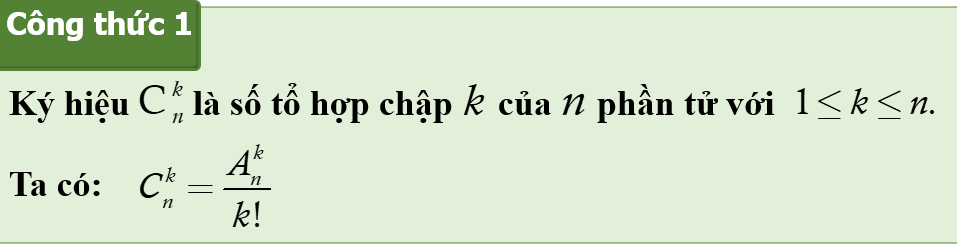 Công thức 1
Ký hiệu C_n^k là số tổ hợp chập k của n phần tử với 1 ≤ k ≤ n.
Ta có: C_n^k = A_n^k / k!